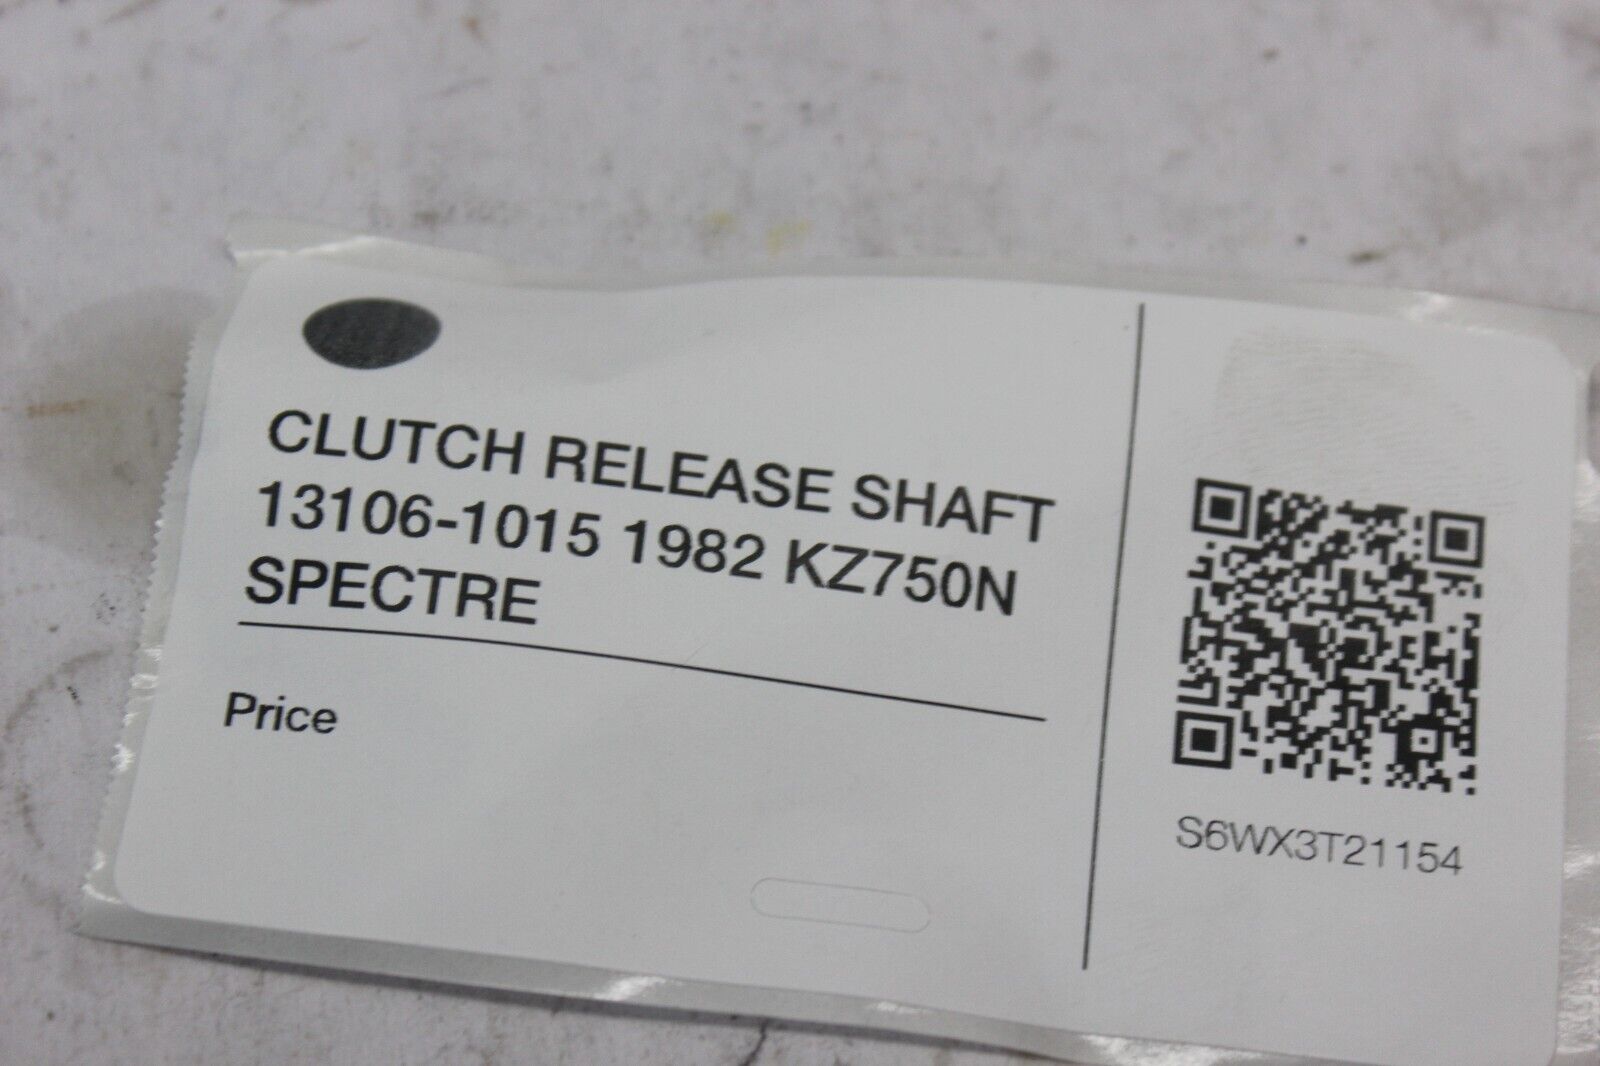 CLUTCH RELEASE SHAFT
13106-1015 1982 KZ750N
SPECTRE
Price
S6WX3T21154